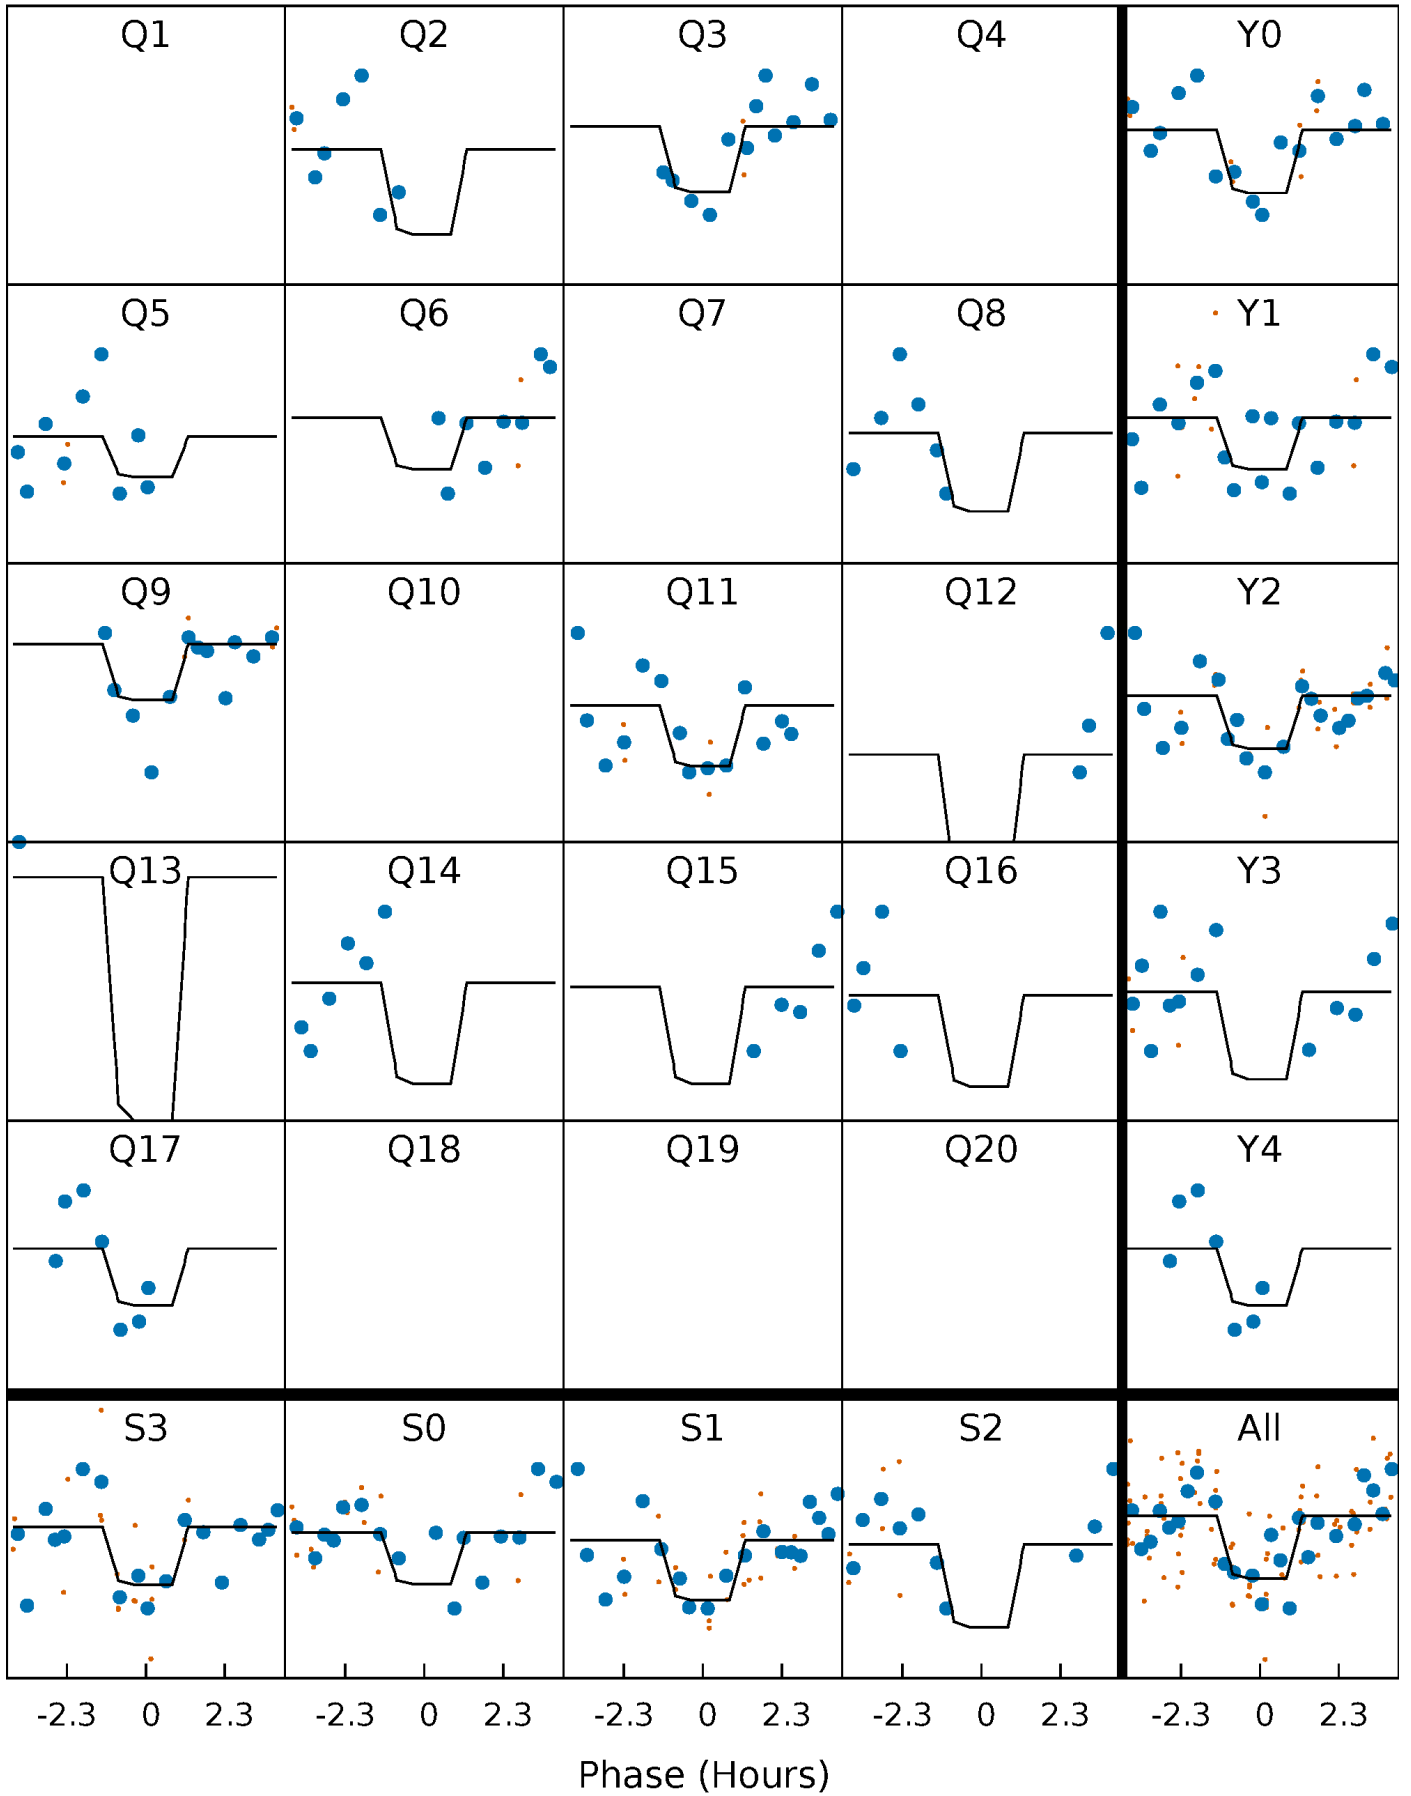 Q1 Q2 Q3 Q4 Y0
Q5 Q6 Q7 Q8 Y1
Q9 Q10 Q11 Q12 Y2
Q13 Q14 Q15 Q16 Y3
Q17 Q18 Q19 Q20 Y4
S3 S0 S1 S2 All
-2.3 0 2.3 -2.3 0 2.3 -2.3 0 2.3 -2.3 0 2.3 -2.3 0 2.3
Phase (Hours)